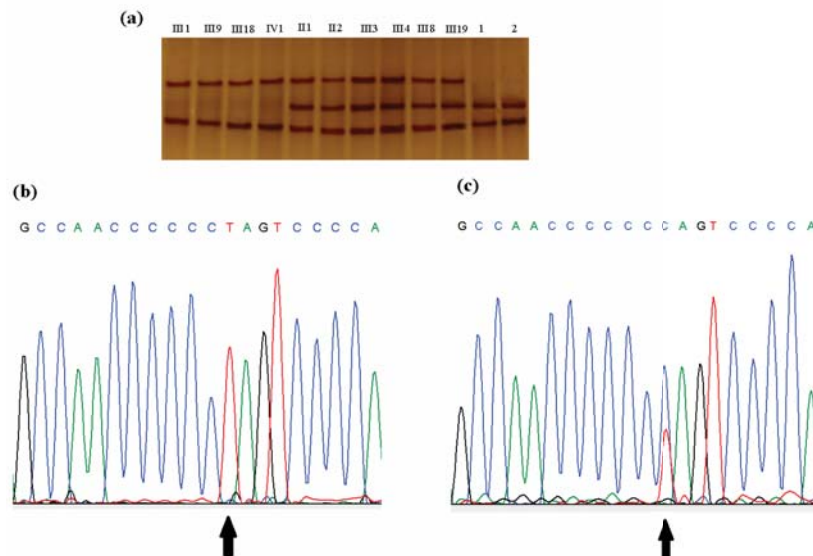 (a)
III1 III9 III18 IV1 II1 II2 III3 III4 III8 III19 1 2
(b)
G C C A A C C C C C C T A G T C C C C A
(c)
G C C A A C C C C C C C A G T C C C C A